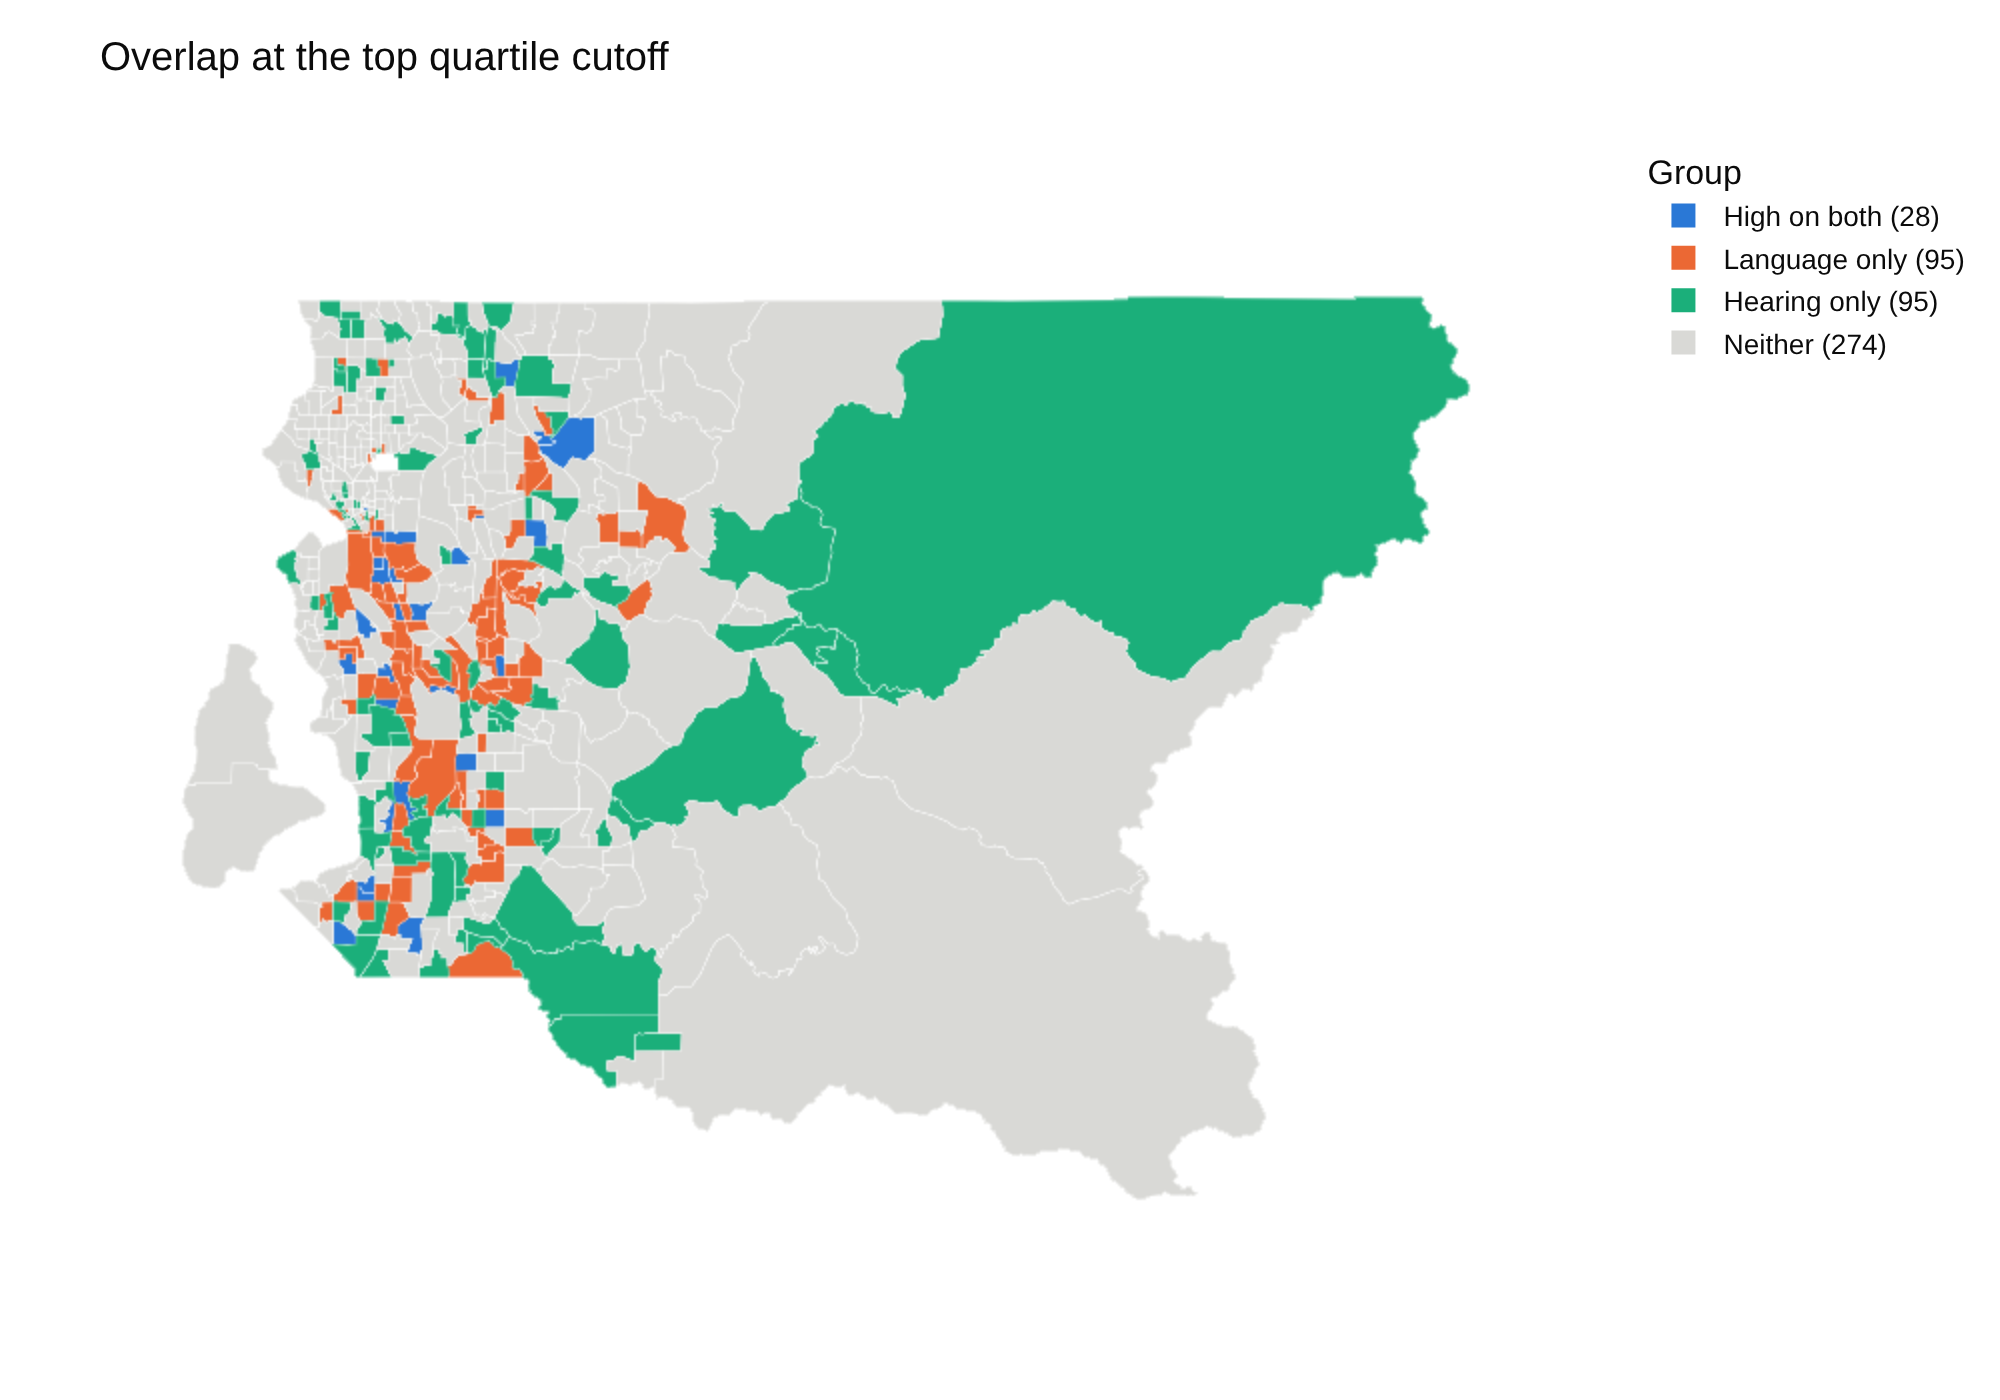 Overlap at the top quartile cutoff
Group
High on both (28)
Language only (95)
Hearing only (95)
Neither (274)